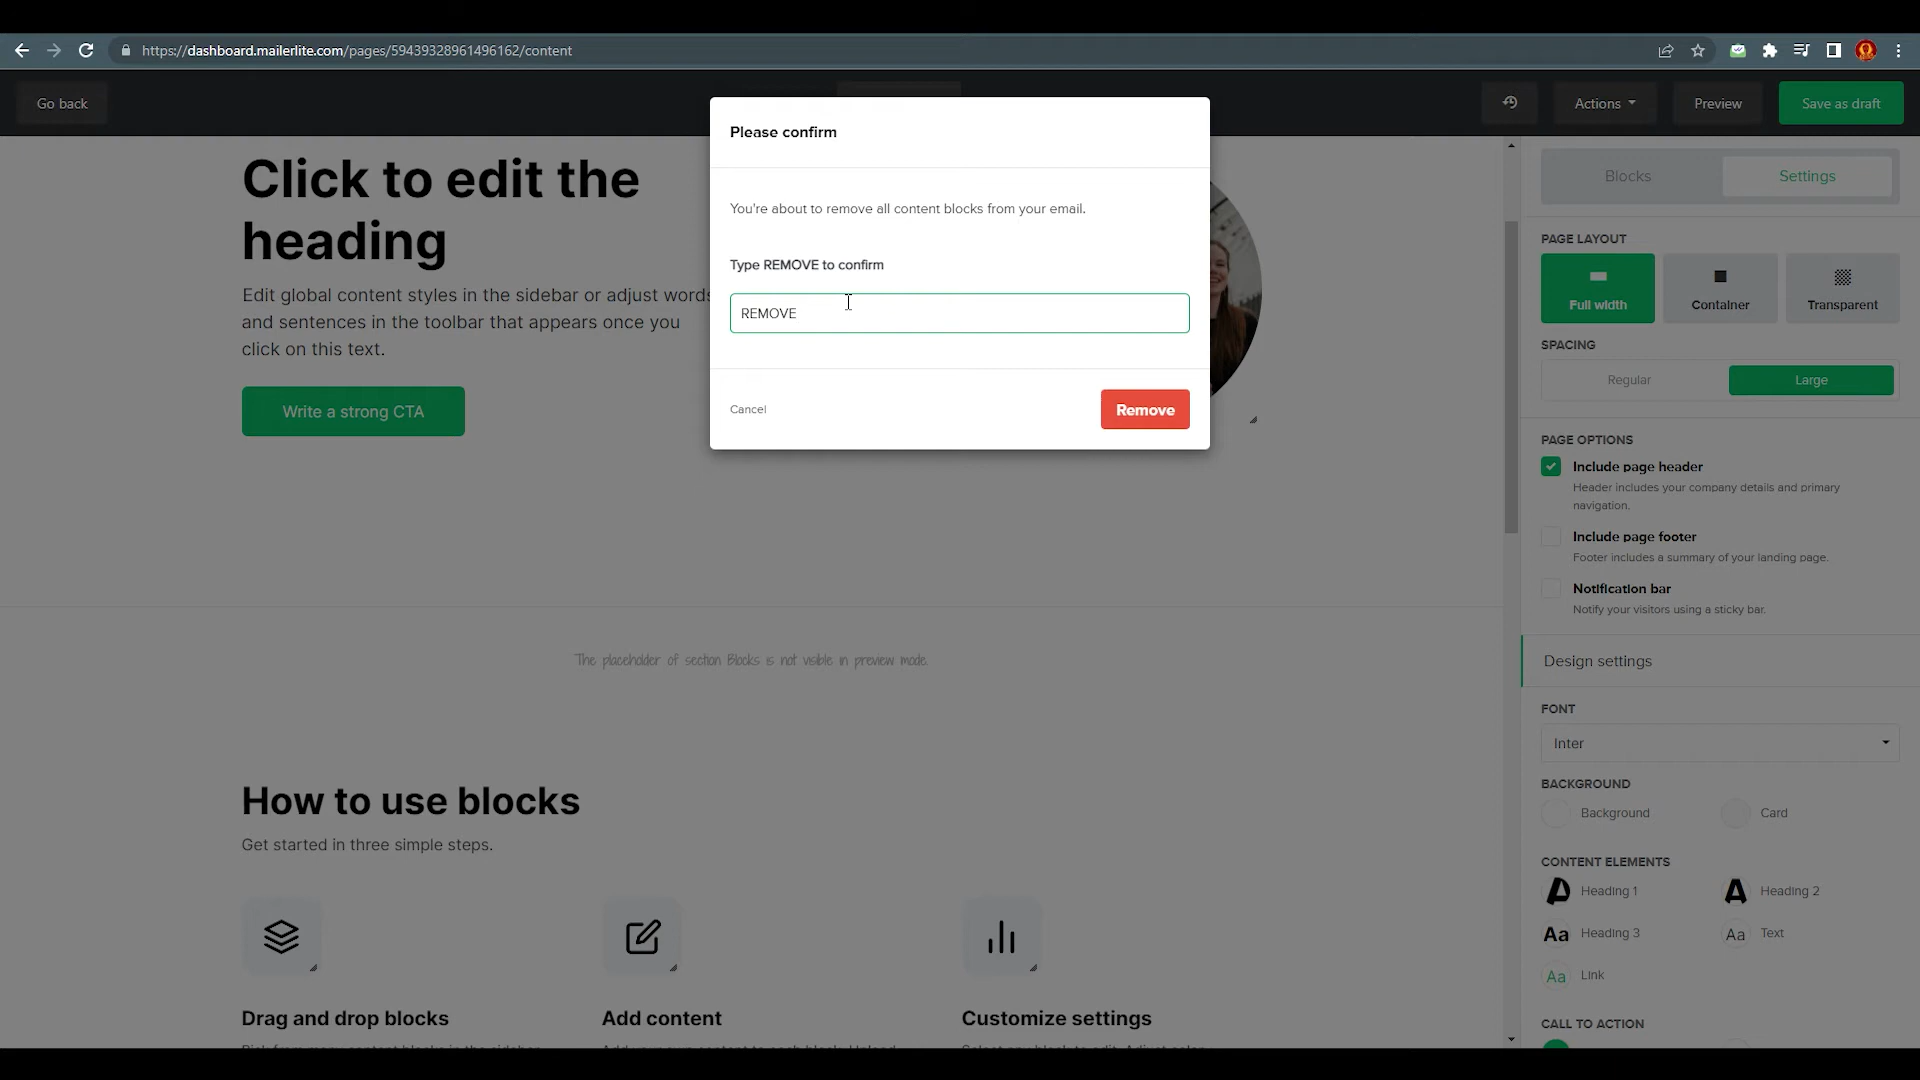 https://dashboard.mailerlite.com/pages/59439328961496162/content
Go back
Actions
Preview
Save as draft
Please confirm
You're about to remove all content blocks from your email.
Type REMOVE to confirm
REMOVE
Cancel
Remove
Click to edit the
heading
Edit global content styles in the sidebar or adjust words
and sentences in the toolbar that appears once you
click on this text.
Write a strong CTA
The placeholder of section Blocks is not visible in preview mode.
How to use blocks
Get started in three simple steps.
Drag and drop blocks
Add content
Customize settings
Blocks
Settings
PAGE LAYOUT
Full width
Container
Transparent
SPACING
Regular
Large
PAGE OPTIONS
Include page header
Header includes your company details and primary
navigation.
Include page footer
Footer includes a summary of your landing page.
Notification bar
Notify your visitors using a sticky bar.
Design settings
FONT
Inter
BACKGROUND
Background
Card
CONTENT ELEMENTS
Heading 1
A
Heading 2
Aa
Heading 3
Aa
Text
Aa
Link
CALL TO ACTION